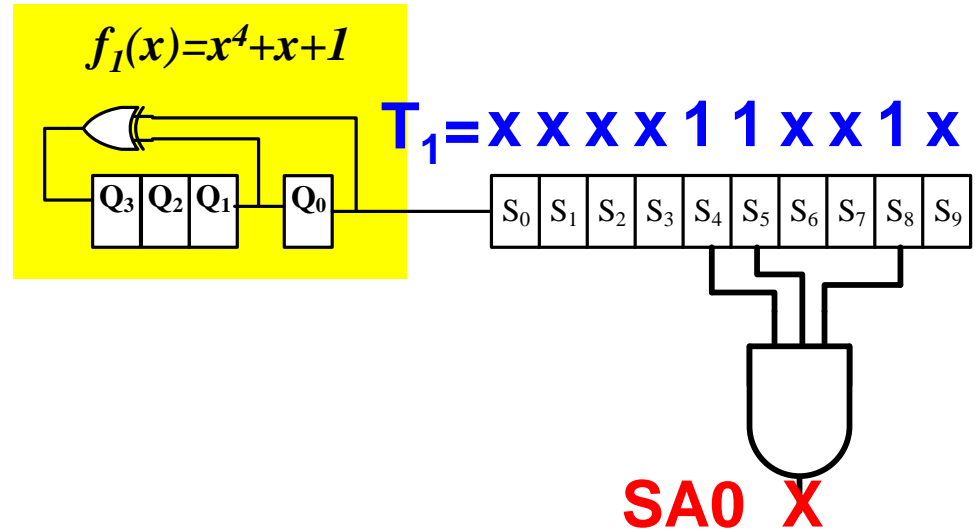 f₁(x)=x⁴+x+1
T₁= x x x x 1 1 x x 1 x
Q₃ Q₂ Q₁ Q₀ S₀ S₁ S₂ S₃ S₄ S₅ S₆ S₇ S₈ S₉
SA0 X